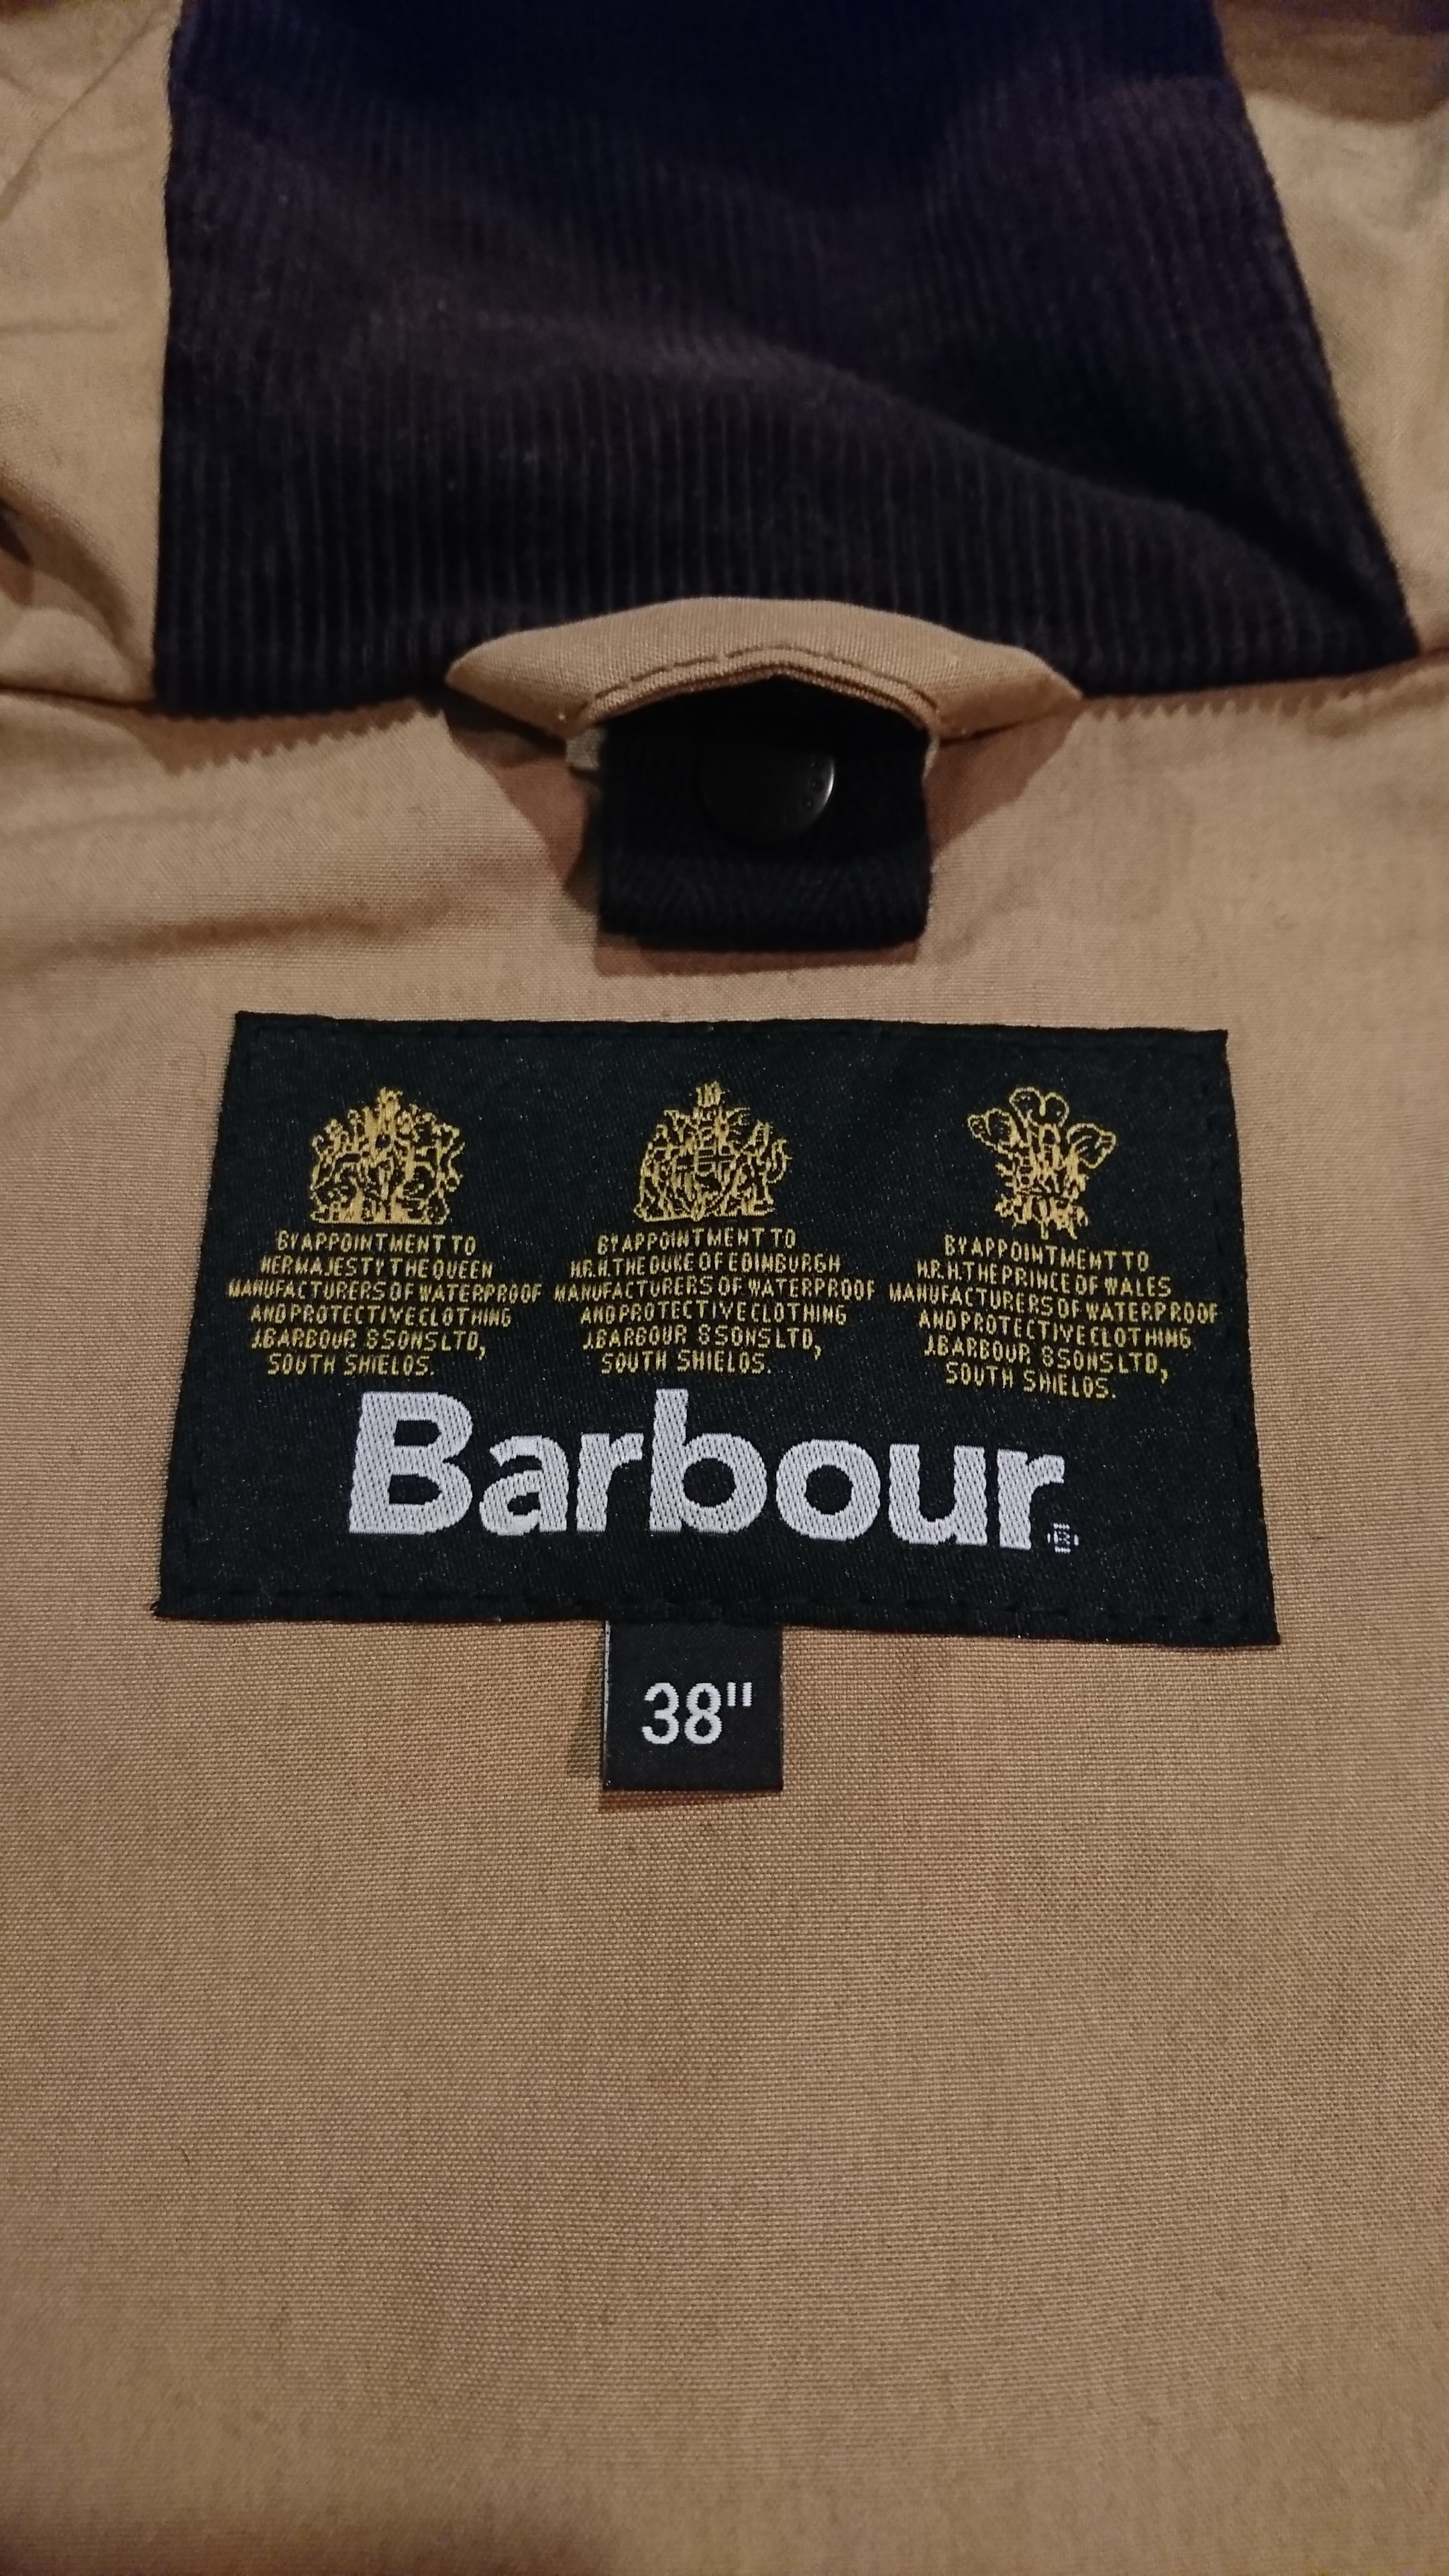 BY APPOINTMENT TO
HER MAJESTY THE QUEEN
MANUFACTURERS OF WATERPROOF
AND PROTECTIVE CLOTHING
J.BARBOUR & SONS LTD,
SOUTH SHIELDS.
BY APPOINTMENT TO
H.R.H. THE DUKE OF EDINBURGH
MANUFACTURERS OF WATERPROOF
AND PROTECTIVE CLOTHING
J.BARBOUR & SONS LTD,
SOUTH SHIELDS.
BY APPOINTMENT TO
H.R.H. THE PRINCE OF WALES
MANUFACTURERS OF WATERPROOF
AND PROTECTIVE CLOTHING
J.BARBOUR & SONS LTD,
SOUTH SHIELDS.
Barbour®
38"